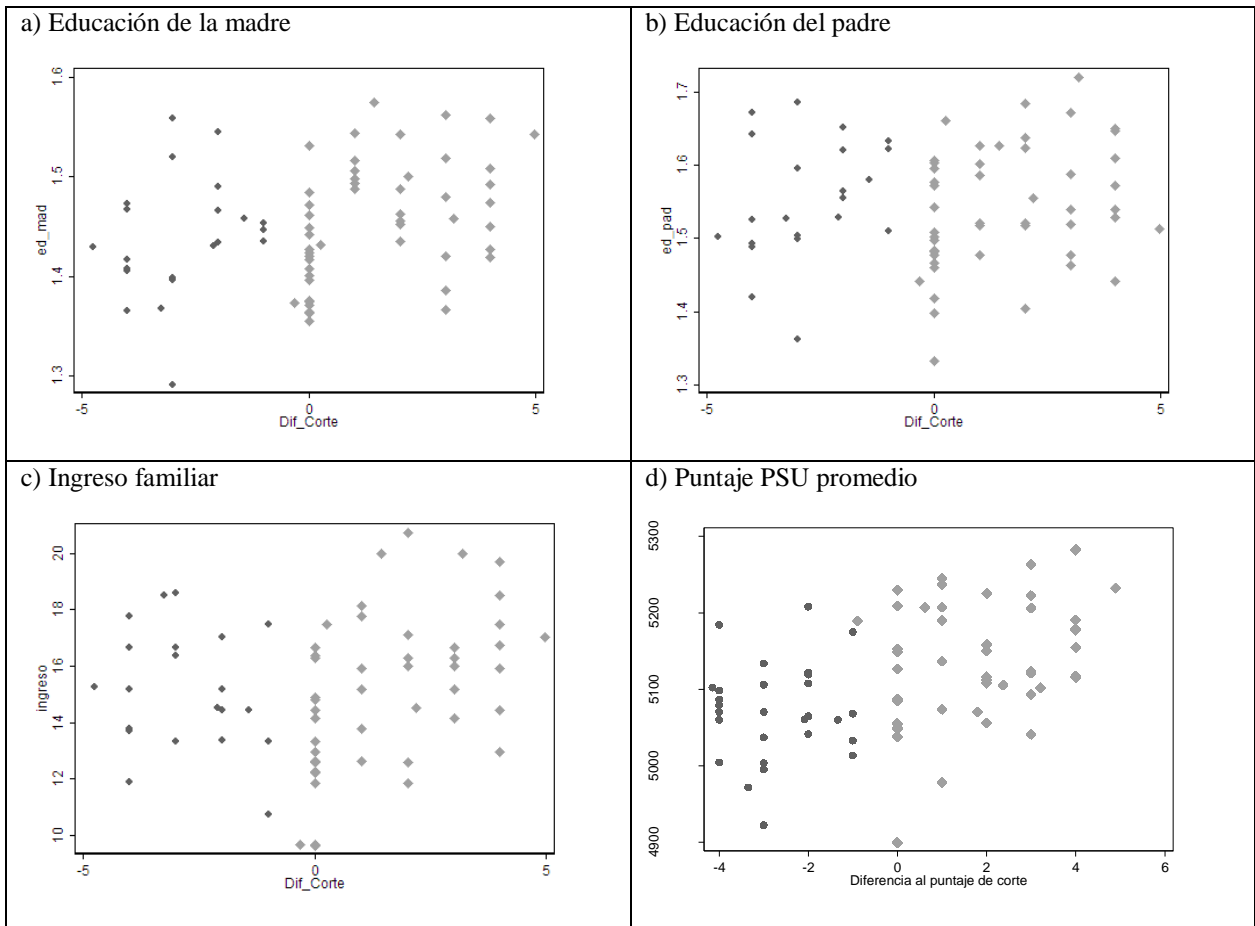 a) Educación de la madre
1.6
1.5
1.4
1.3
ed_mad
-5 0 5
Dif_Corte
b) Educación del padre
1.7
1.6
1.5
1.4
1.3
ed_pad
-5 0 5
Dif_Corte
c) Ingreso familiar
20
18
16
14
12
10
ingreso
-5 0 5
Dif_Corte
d) Puntaje PSU promedio
5300
5200
5100
5000
4900
-4 -2 0 2 4 6
Diferencia al puntaje de corte